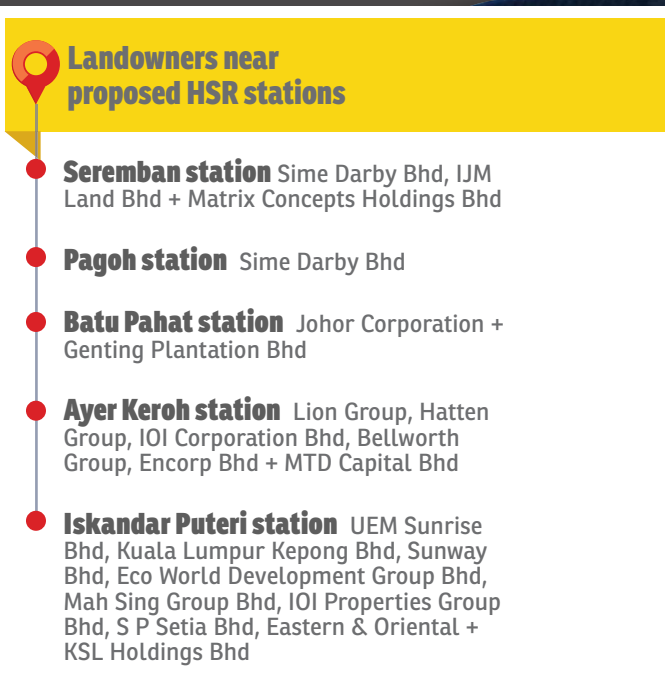 Landowners near
proposed HSR stations
Seremban station Sime Darby Bhd, IJM
Land Bhd + Matrix Concepts Holdings Bhd
Pagoh station Sime Darby Bhd
Batu Pahat station Johor Corporation +
Genting Plantation Bhd
Ayer Keroh station Lion Group, Hatten
Group, IOI Corporation Bhd, Bellworth
Group, Encorp Bhd + MTD Capital Bhd
Iskandar Puteri station UEM Sunrise
Bhd, Kuala Lumpur Kepong Bhd, Sunway
Bhd, Eco World Development Group Bhd,
Mah Sing Group Bhd, IOI Properties Group
Bhd, S P Setia Bhd, Eastern & Oriental +
KSL Holdings Bhd